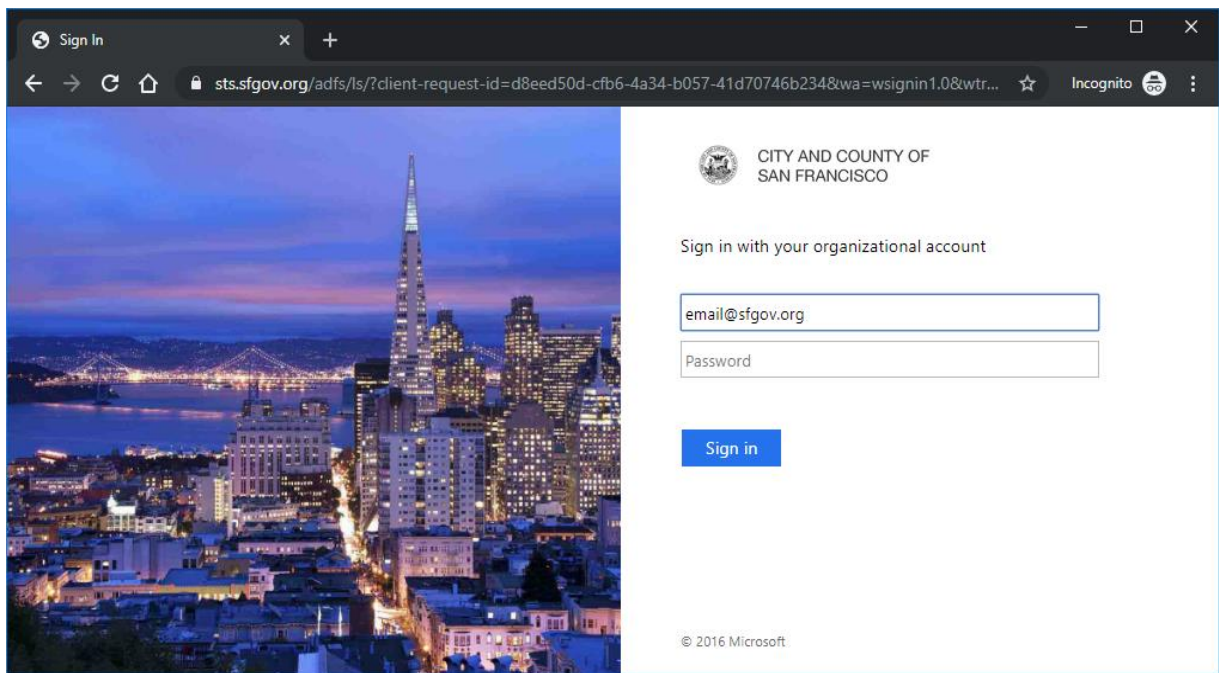 Sign In
sts.sfgov.org/adfs/ls/?client-request-id=d8eed50d-cfb6-4a34-b057-41d70746b234&wa=wsignin1.0&wtr...
Incognito
CITY AND COUNTY OF
SAN FRANCISCO
Sign in with your organizational account
email@sfgov.org
Password
Sign in
© 2016 Microsoft